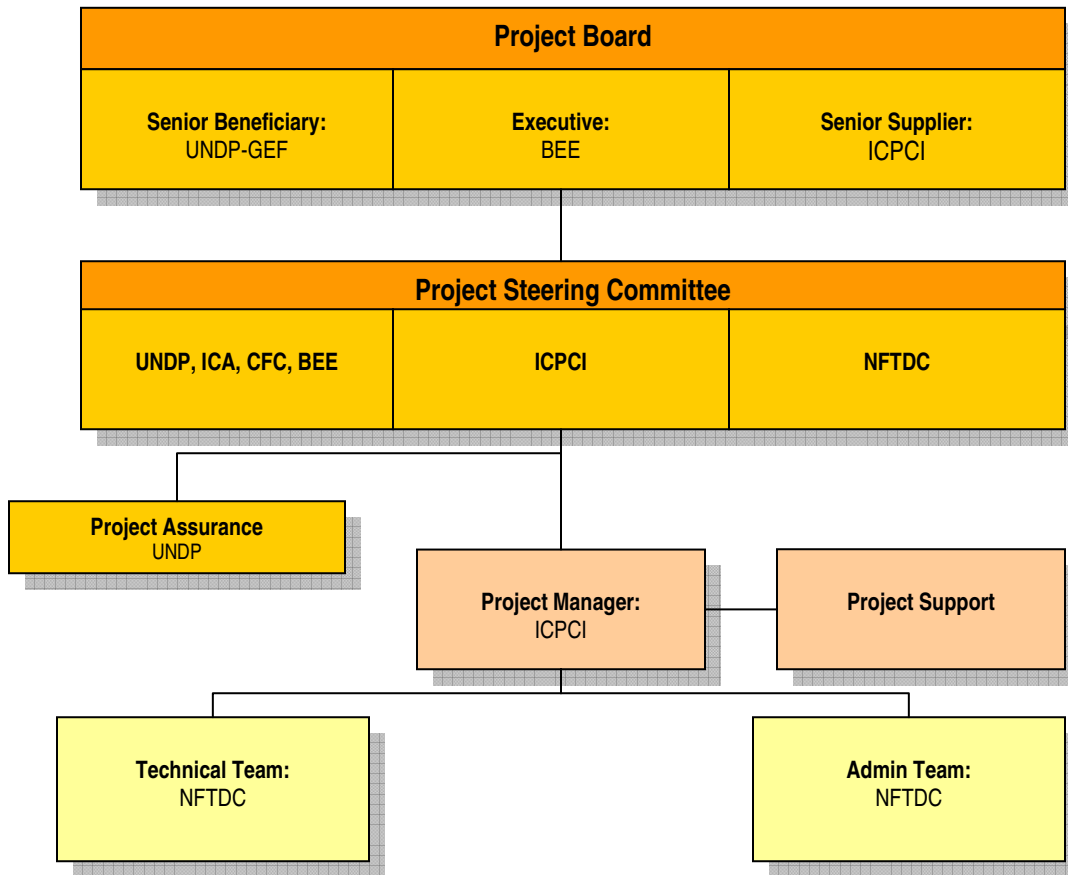 Project Board
Senior Beneficiary:
UNDP-GEF
Executive:
BEE
Senior Supplier:
ICPCI
Project Steering Committee
UNDP, ICA, CFC, BEE
ICPCI
NFTDC
Project Assurance
UNDP
Project Manager:
ICPCI
Project Support
Technical Team:
NFTDC
Admin Team:
NFTDC